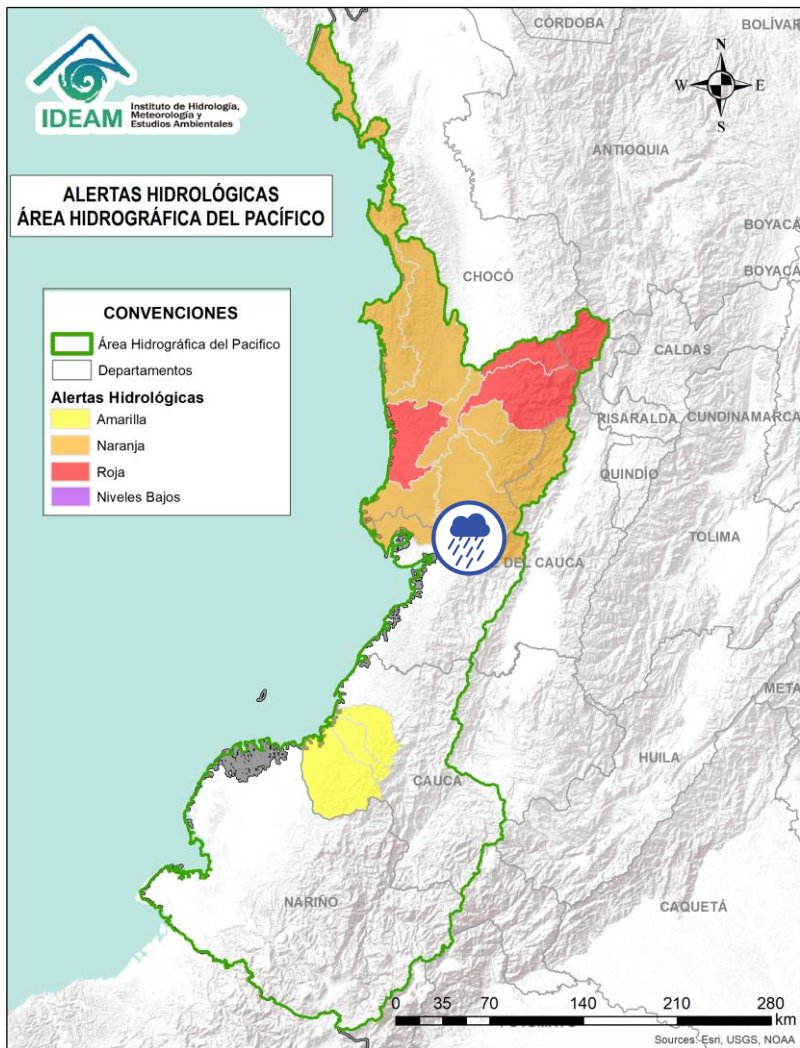 CÓRDOBA
BOLÍVAR
N
W
E
S
IDEAM
Instituto de Hidrología,
Meteorología y
Estudios Ambientales
ANTIOQUIA
ALERTAS HIDROLÓGICAS
ÁREA HIDROGRÁFICA DEL PACÍFICO
BOYACÁ
BOYACÁ
CHOCÓ
CONVENCIONES
Área Hidrográfica del Pacifico
Departamentos
Alertas Hidrológicas
Amarilla
Naranja
Roja
Niveles Bajos
CALDAS
RISARALDA
CUNDINAMARCA
QUINDÍO
TOLIMA
DEL CAUCA
META
HUILA
CAUCA
NARIÑO
CAQUETÁ
0 35 70 140 210 280
km
Sources: Esri, USGS, NOAA